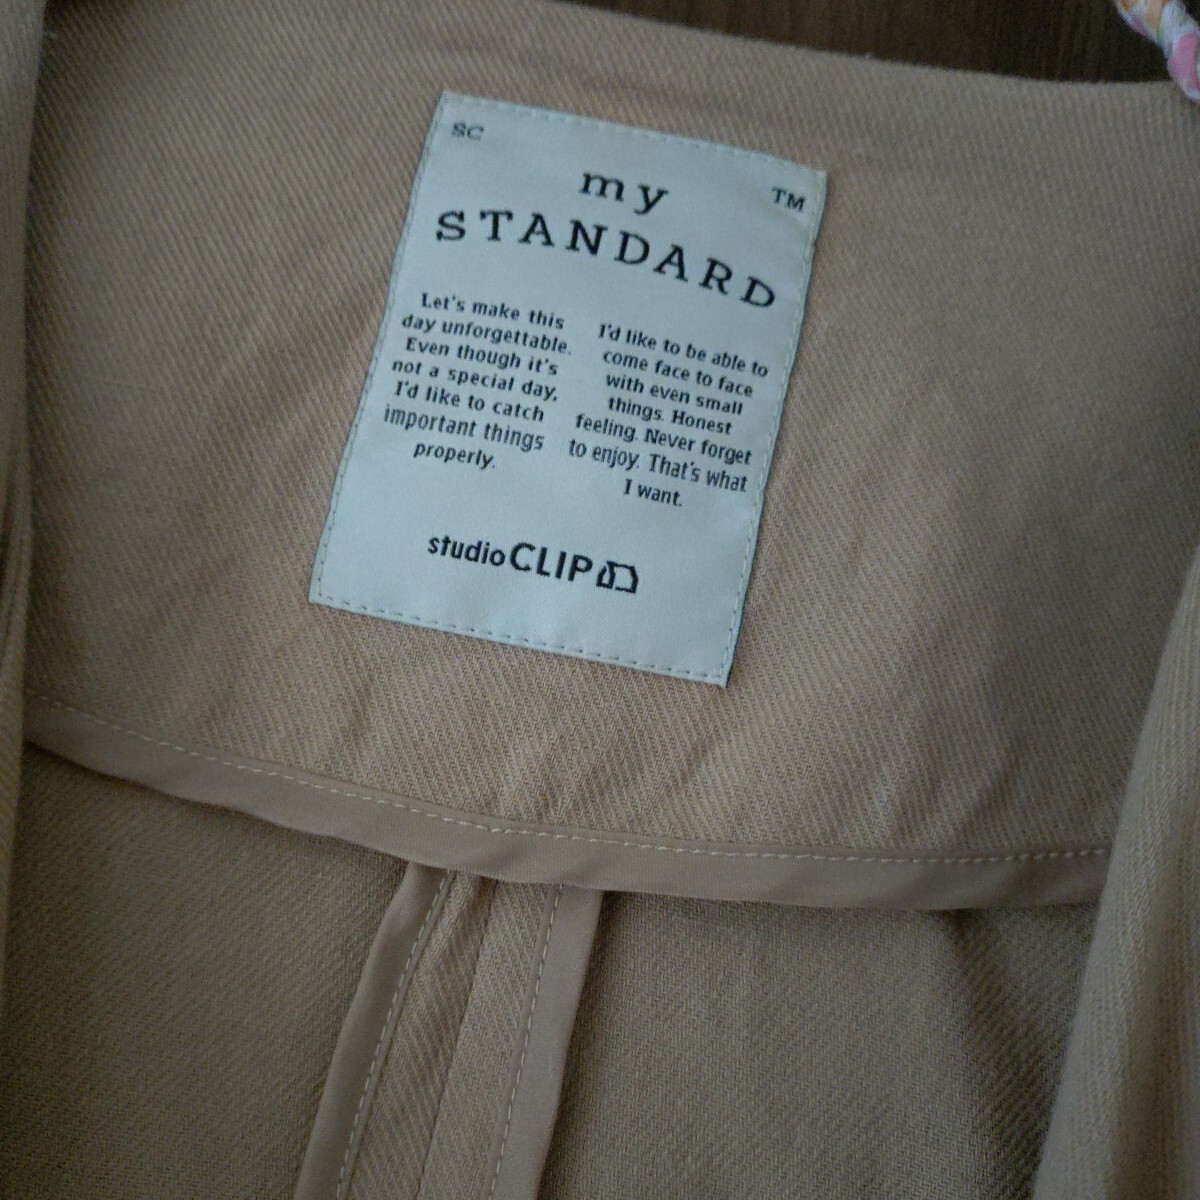 SC
my
TM
STANDARD
Let's make this
day unforgettable.
Even though it's
not a special day,
I'd like to catch
important things
properly.
I'd like to be able to
come face to face
with even small
things. Honest
feeling. Never forget
to enjoy. That's what
I want.
studio CLIP